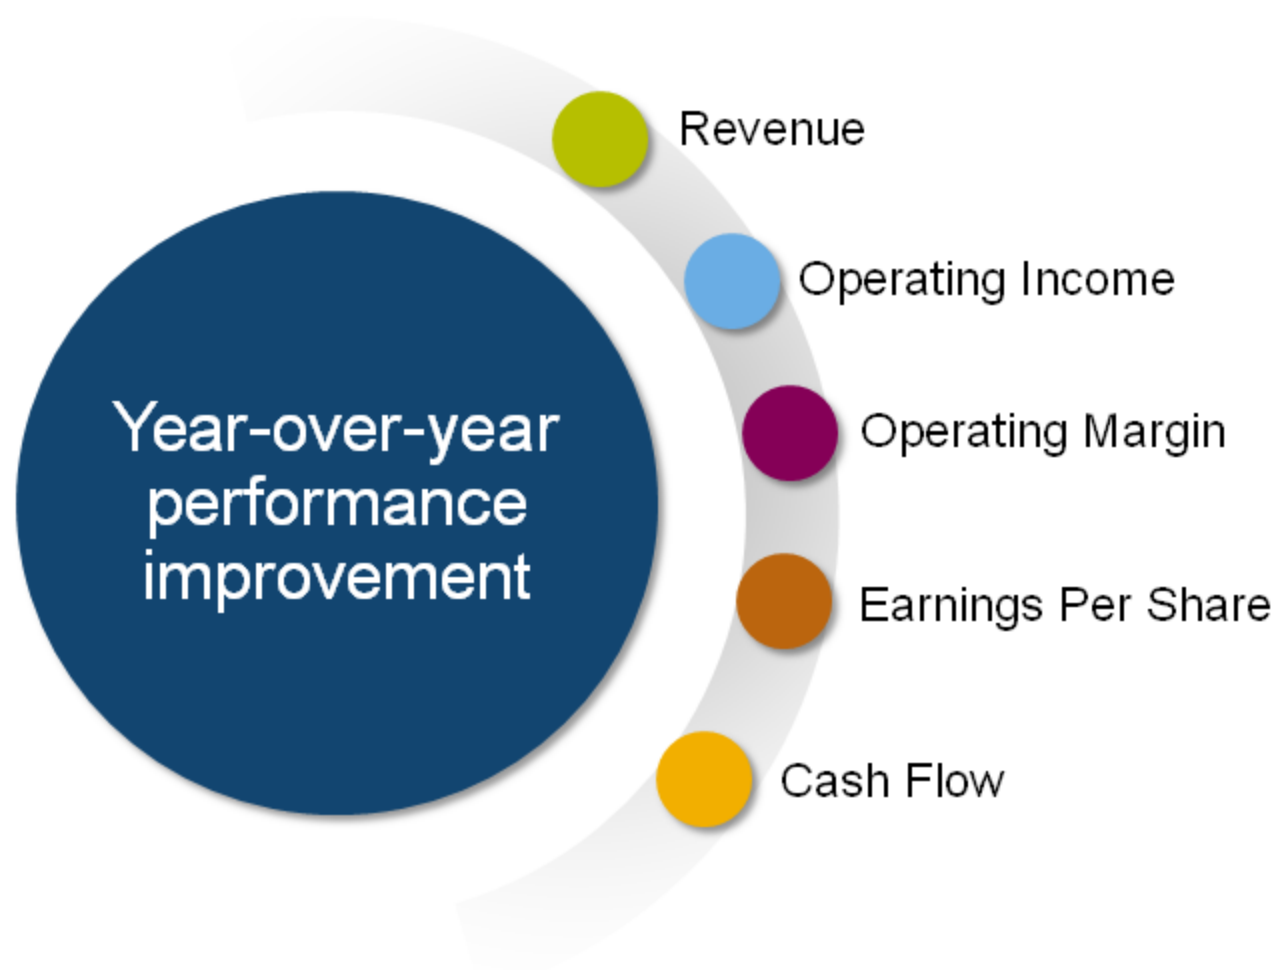 Year-over-year
performance
improvement
Revenue
Operating Income
Operating Margin
Earnings Per Share
Cash Flow